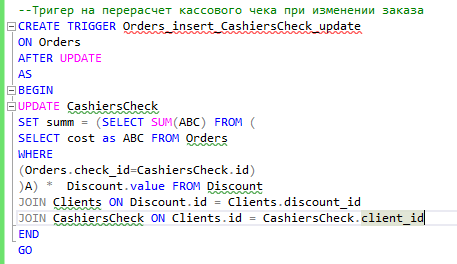 --Тригер на перерасчет кассового чека при изменении заказа
CREATE TRIGGER Orders_insert_CashiersCheck_update
ON Orders
AFTER UPDATE
AS
BEGIN
UPDATE CashiersCheck
SET summ = (SELECT SUM(ABC) FROM (
SELECT cost as ABC FROM Orders
WHERE
(Orders.check_id=CashiersCheck.id)
)A) *  Discount.value FROM Discount
JOIN Clients ON Discount.id = Clients.discount_id
JOIN CashiersCheck ON Clients.id = CashiersCheck.client_id
END
GO